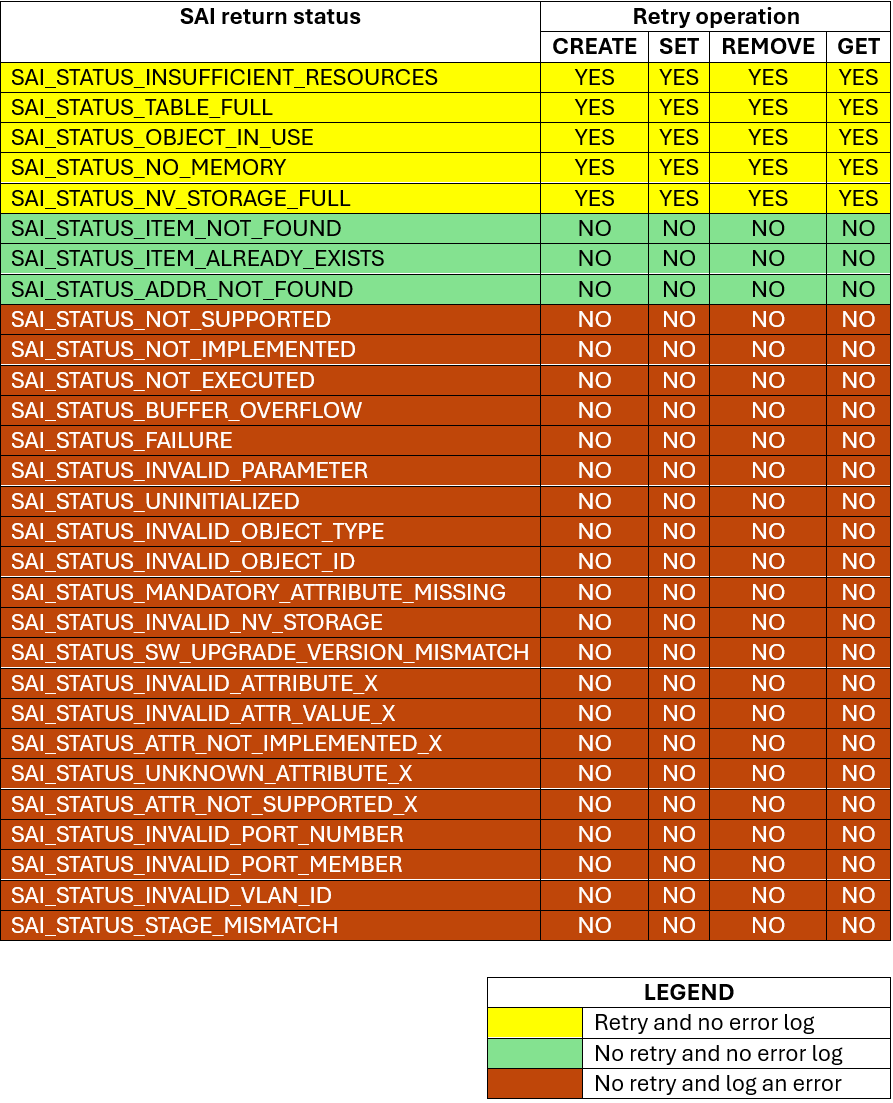 SAI return status Retry operation
CREATE SET REMOVE GET
SAI_STATUS_INSUFFICIENT_RESOURCES YES YES YES YES
SAI_STATUS_TABLE_FULL YES YES YES YES
SAI_STATUS_OBJECT_IN_USE YES YES YES YES
SAI_STATUS_NO_MEMORY YES YES YES YES
SAI_STATUS_NV_STORAGE_FULL YES YES YES YES
SAI_STATUS_ITEM_NOT_FOUND NO NO NO NO
SAI_STATUS_ITEM_ALREADY_EXISTS NO NO NO NO
SAI_STATUS_ADDR_NOT_FOUND NO NO NO NO
SAI_STATUS_NOT_SUPPORTED NO NO NO NO
SAI_STATUS_NOT_IMPLEMENTED NO NO NO NO
SAI_STATUS_NOT_EXECUTED NO NO NO NO
SAI_STATUS_BUFFER_OVERFLOW NO NO NO NO
SAI_STATUS_FAILURE NO NO NO NO
SAI_STATUS_INVALID_PARAMETER NO NO NO NO
SAI_STATUS_UNINITIALIZED NO NO NO NO
SAI_STATUS_INVALID_OBJECT_TYPE NO NO NO NO
SAI_STATUS_INVALID_OBJECT_ID NO NO NO NO
SAI_STATUS_MANDATORY_ATTRIBUTE_MISSING NO NO NO NO
SAI_STATUS_INVALID_NV_STORAGE NO NO NO NO
SAI_STATUS_SW_UPGRADE_VERSION_MISMATCH NO NO NO NO
SAI_STATUS_INVALID_ATTRIBUTE_X NO NO NO NO
SAI_STATUS_INVALID_ATTR_VALUE_X NO NO NO NO
SAI_STATUS_ATTR_NOT_IMPLEMENTED_X NO NO NO NO
SAI_STATUS_UNKNOWN_ATTRIBUTE_X NO NO NO NO
SAI_STATUS_ATTR_NOT_SUPPORTED_X NO NO NO NO
SAI_STATUS_INVALID_PORT_NUMBER NO NO NO NO
SAI_STATUS_INVALID_PORT_MEMBER NO NO NO NO
SAI_STATUS_INVALID_VLAN_ID NO NO NO NO
SAI_STATUS_STAGE_MISMATCH NO NO NO NO
LEGEND
Retry and no error log
No retry and no error log
No retry and log an error